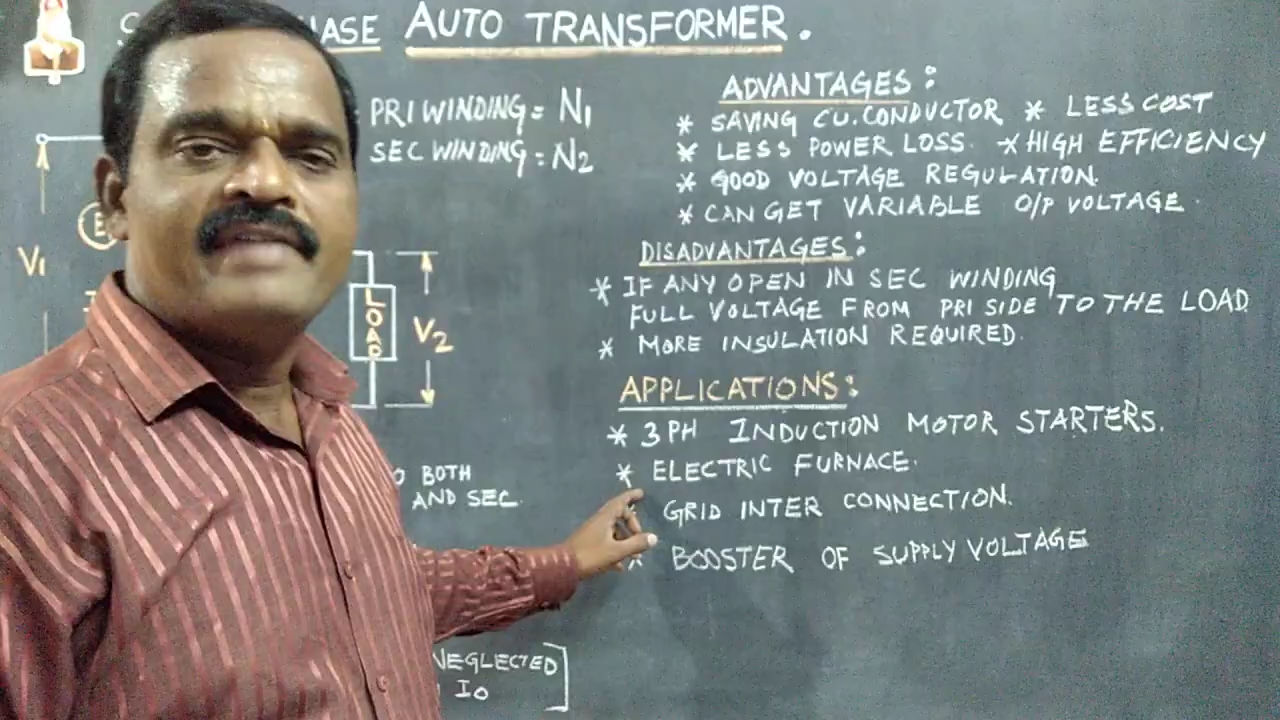 S HASE AUTO TRANSFORMER.
PRI WINDING = N1
SEC WINDING = N2
V1
E
LOAD
V2
O BOTH
AND SEC.
NEGLECTED
I0
ADVANTAGES:
* SAVING CU. CONDUCTOR * LESS COST
* LESS POWER LOSS. * HIGH EFFICIENCY
* GOOD VOLTAGE REGULATION.
* CAN GET VARIABLE O/P VOLTAGE.
DISADVANTAGES:
* IF ANY OPEN IN SEC WINDING
FULL VOLTAGE FROM PRI SIDE TO THE LOAD
* MORE INSULATION REQUIRED.
APPLICATIONS:
* 3 PH INDUCTION MOTOR STARTERS.
* ELECTRIC FURNACE.
GRID INTER CONNECTION.
* BOOSTER OF SUPPLY VOLTAGE